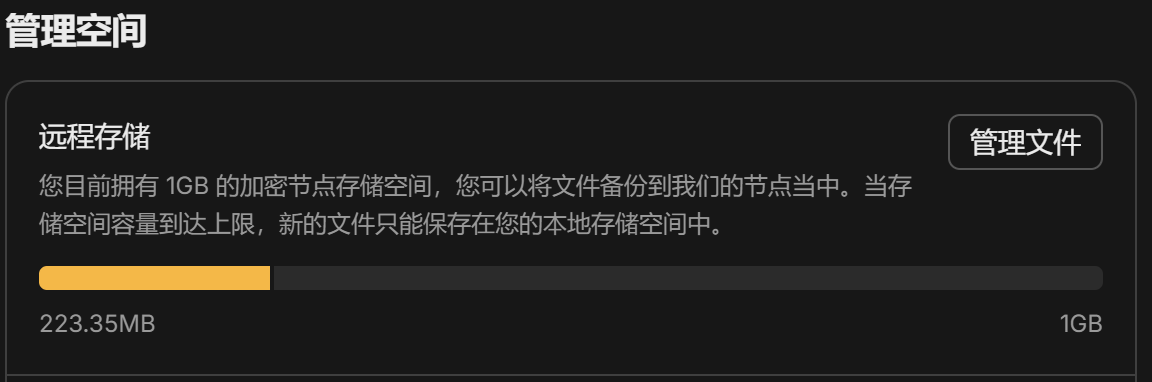 管理空间
远程存储
管理文件
您目前拥有 1GB 的加密节点存储空间，您可以将文件备份到我们的节点当中。当存
储空间容量到达上限，新的文件只能保存在您的本地存储空间中。
223.35MB
1GB